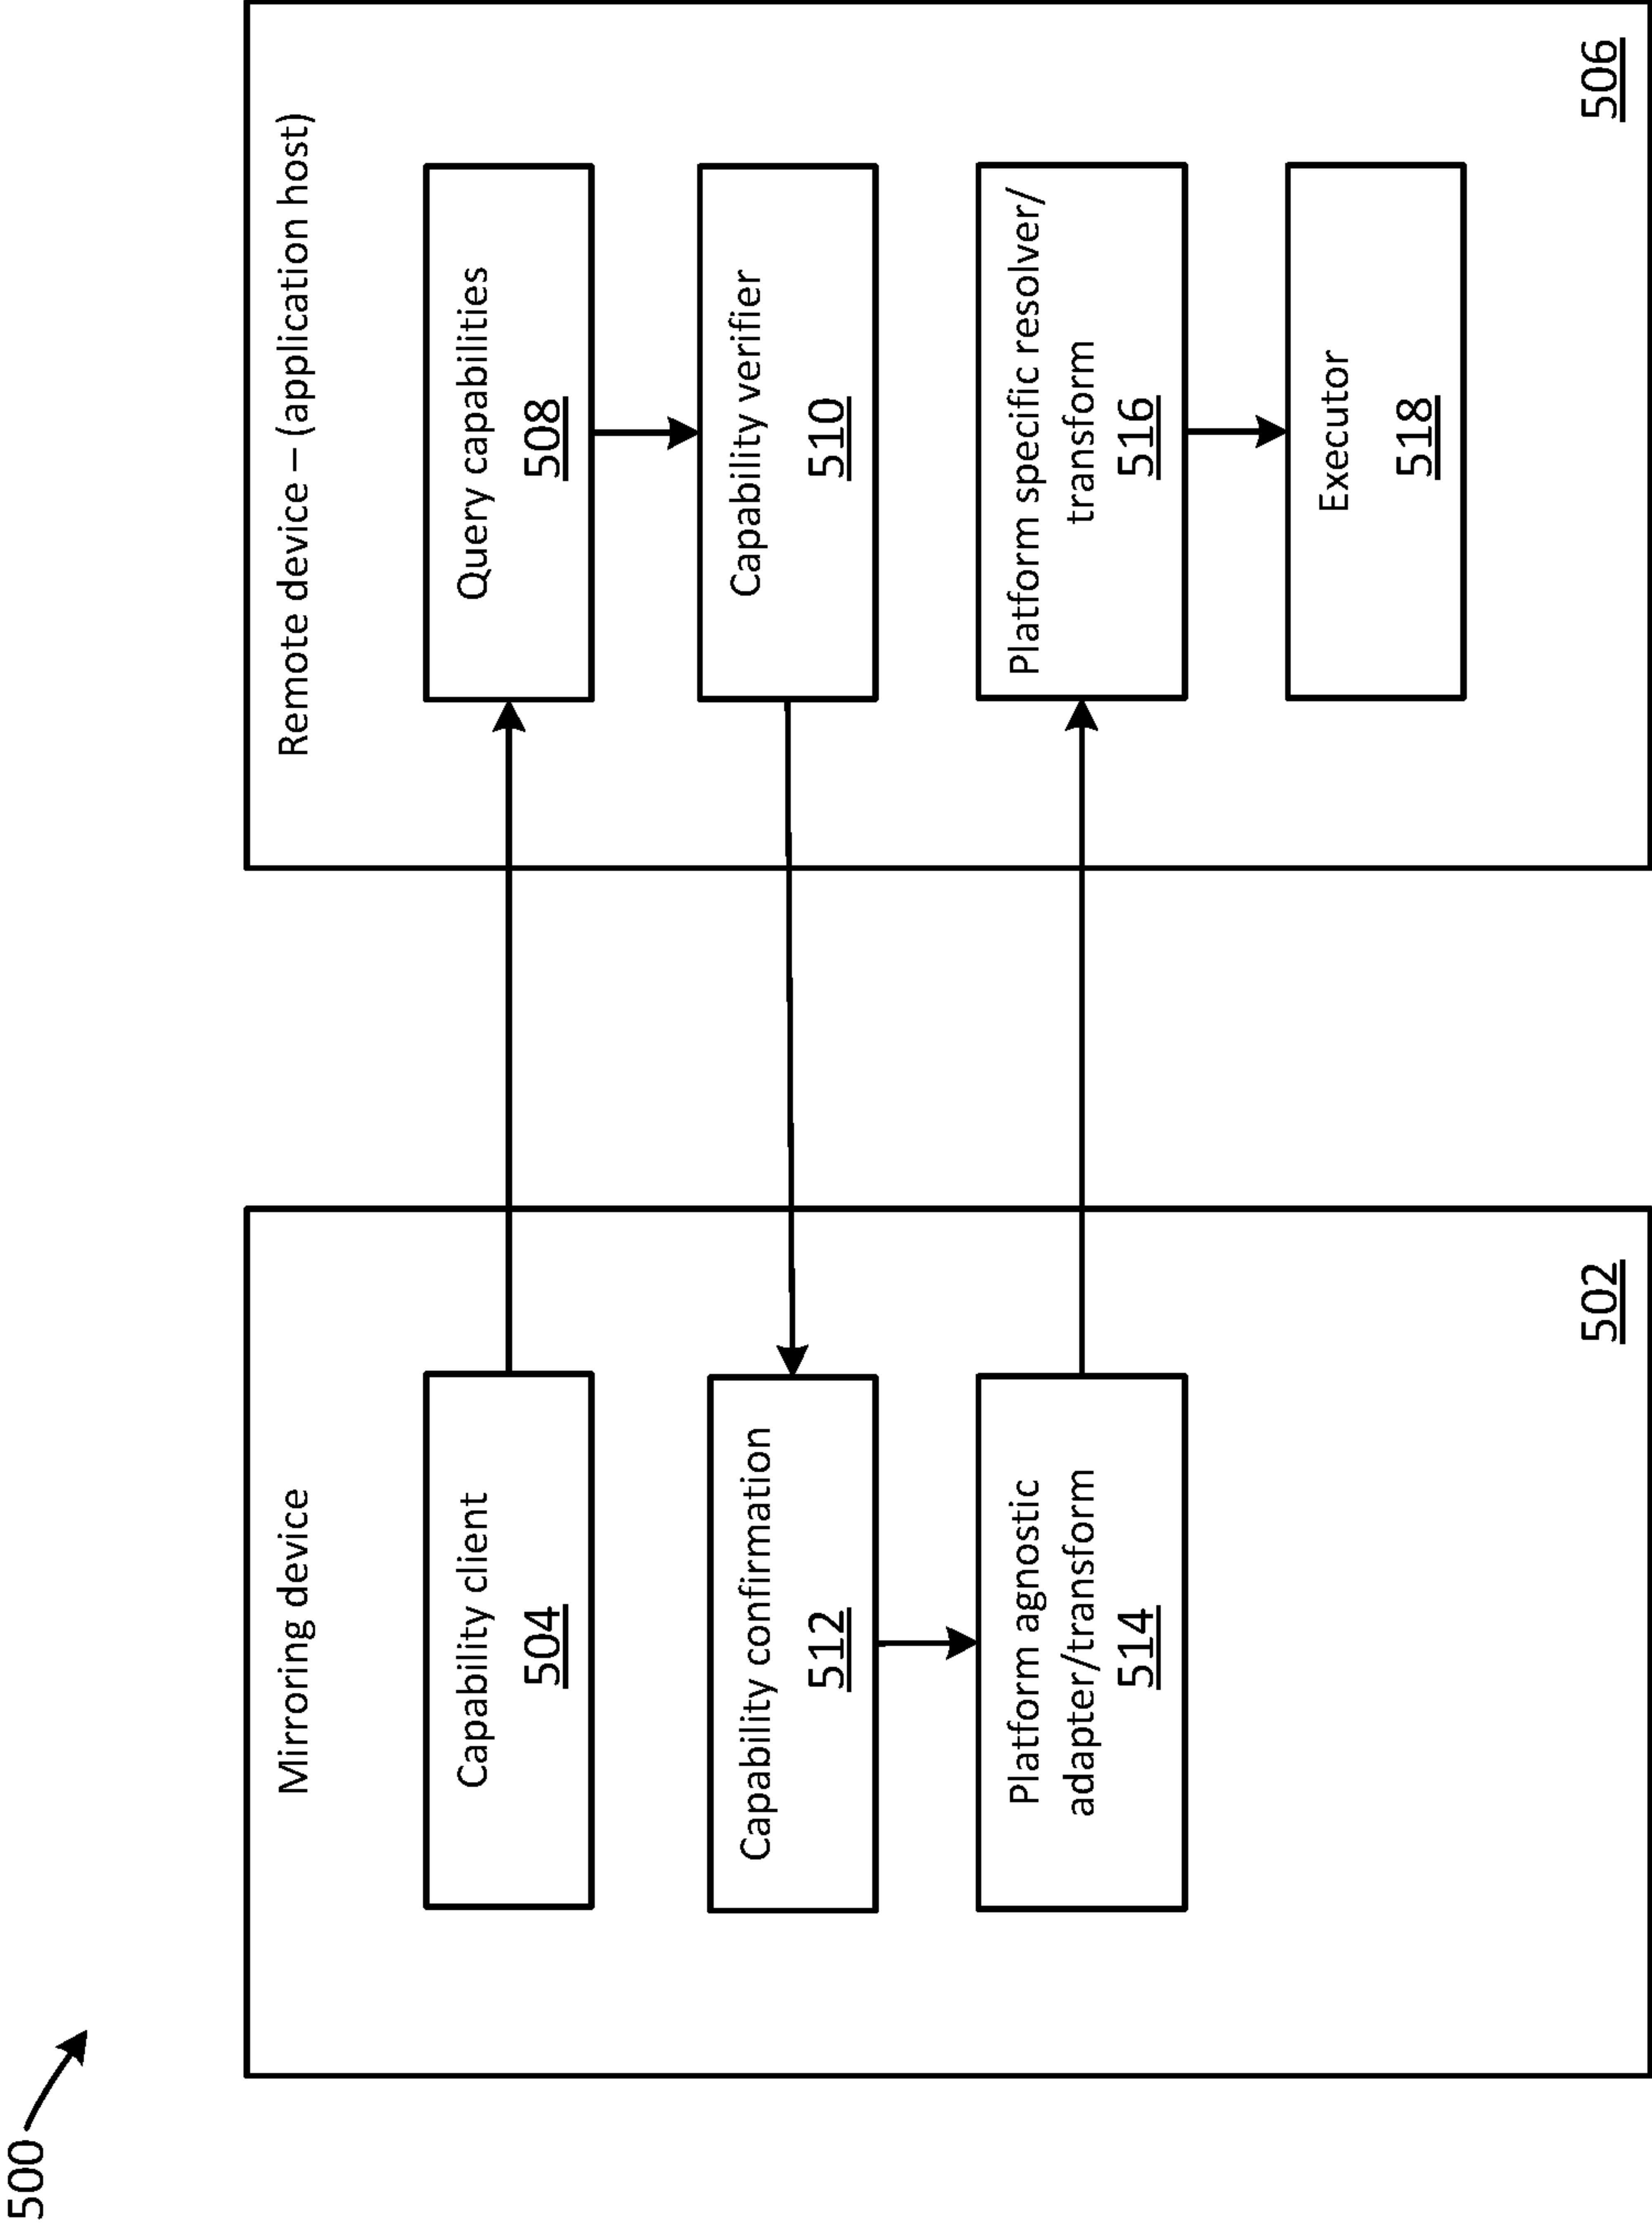 500
Mirroring device
Capability client
504
Capability confirmation
512
Platform agnostic
adapter/transform
514
502
Remote device – (application host)
Query capabilities
508
Capability verifier
510
Platform specific resolver/
transform
516
Executor
518
506